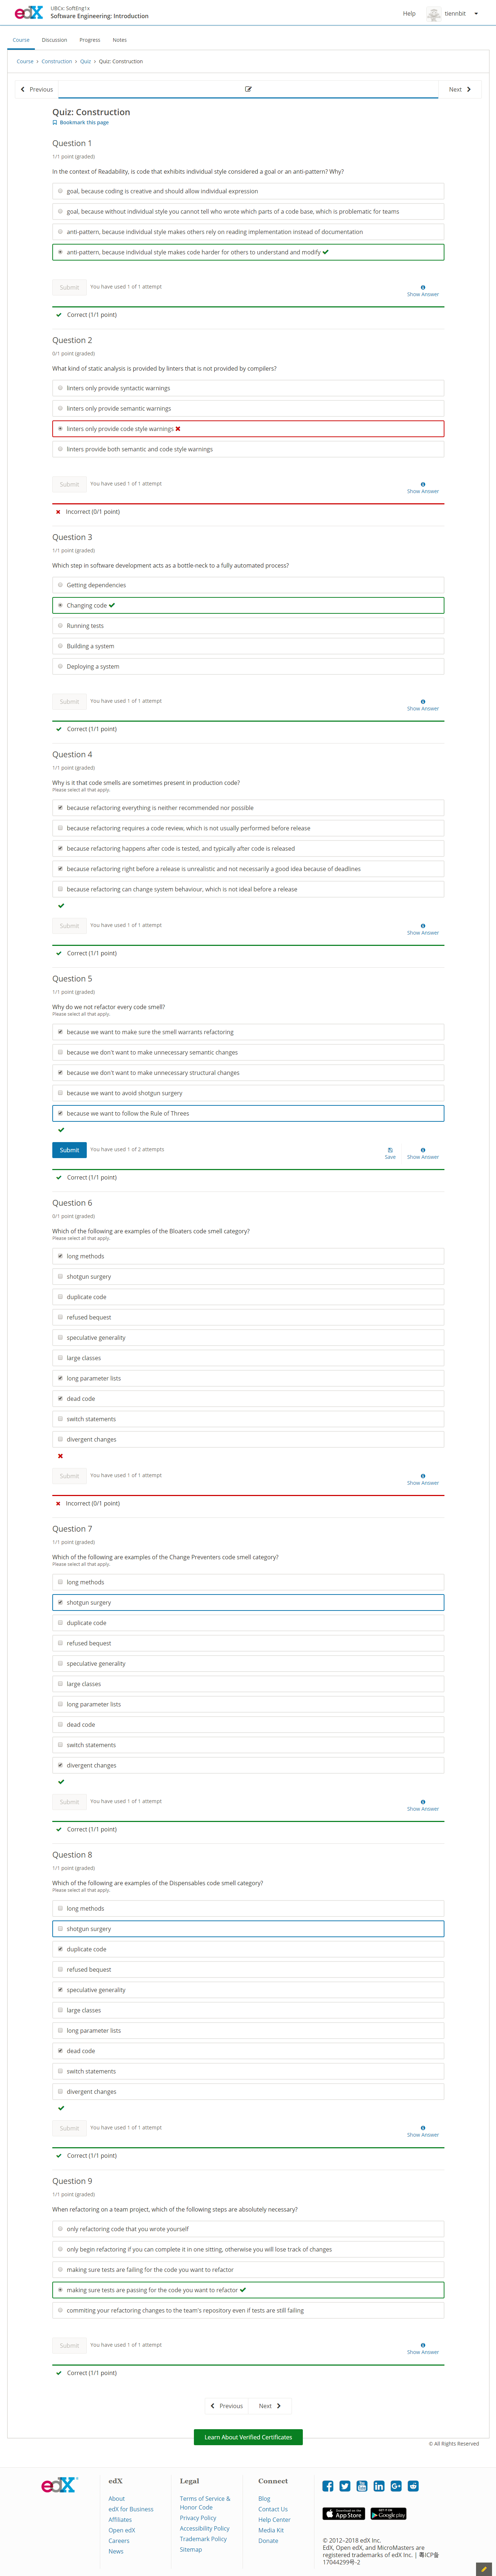 edX
UBCx: SoftEng1x
Software Engineering: Introduction
Help
tiennbit
Course Discussion Progress Notes
Course > Construction > Quiz > Quiz: Construction
Previous
Next
Quiz: Construction
Bookmark this page
Question 1
1/1 point (graded)
In the context of Readability, is code that exhibits individual style considered a goal or an anti-pattern? Why?
goal, because coding is creative and should allow individual expression
goal, because without individual style you cannot tell who wrote which parts of a code base, which is problematic for teams
anti-pattern, because individual style makes others rely on reading implementation instead of documentation
anti-pattern, because individual style makes code harder for others to understand and modify ✔
Submit
You have used 1 of 1 attempt
Show Answer
✔ Correct (1/1 point)
Question 2
0/1 point (graded)
What kind of static analysis is provided by linters that is not provided by compilers?
linters only provide syntactic warnings
linters only provide semantic warnings
linters only provide code style warnings ✖
linters provide both semantic and code style warnings
Submit
You have used 1 of 1 attempt
Show Answer
✖ Incorrect (0/1 point)
Question 3
1/1 point (graded)
Which step in software development acts as a bottle-neck to a fully automated process?
Getting dependencies
Changing code ✔
Running tests
Building a system
Deploying a system
Submit
You have used 1 of 1 attempt
Show Answer
✔ Correct (1/1 point)
Question 4
1/1 point (graded)
Why is it that code smells are sometimes present in production code?
Please select all that apply.
because refactoring everything is neither recommended nor possible
because refactoring requires a code review, which is not usually performed before release
because refactoring happens after code is tested, and typically after code is released
because refactoring right before a release is unrealistic and not necessarily a good idea because of deadlines
because refactoring can change system behaviour, which is not ideal before a release
✔
Submit
You have used 1 of 1 attempt
Show Answer
✔ Correct (1/1 point)
Question 5
1/1 point (graded)
Why do we not refactor every code smell?
Please select all that apply.
because we want to make sure the smell warrants refactoring
because we don't want to make unnecessary semantic changes
because we don't want to make unnecessary structural changes
because we want to avoid shotgun surgery
because we want to follow the Rule of Threes
✔
Submit
You have used 1 of 2 attempts
Save
Show Answer
✔ Correct (1/1 point)
Question 6
0/1 point (graded)
Which of the following are examples of the Bloaters code smell category?
Please select all that apply.
long methods
shotgun surgery
duplicate code
refused bequest
speculative generality
large classes
long parameter lists
dead code
switch statements
divergent changes
✖
Submit
You have used 1 of 1 attempt
Show Answer
✖ Incorrect (0/1 point)
Question 7
1/1 point (graded)
Which of the following are examples of the Change Preventers code smell category?
Please select all that apply.
long methods
shotgun surgery
duplicate code
refused bequest
speculative generality
large classes
long parameter lists
dead code
switch statements
divergent changes
✔
Submit
You have used 1 of 1 attempt
Show Answer
✔ Correct (1/1 point)
Question 8
1/1 point (graded)
Which of the following are examples of the Dispensables code smell category?
Please select all that apply.
long methods
shotgun surgery
duplicate code
refused bequest
speculative generality
large classes
long parameter lists
dead code
switch statements
divergent changes
✔
Submit
You have used 1 of 1 attempt
Show Answer
✔ Correct (1/1 point)
Question 9
1/1 point (graded)
When refactoring on a team project, which of the following steps are absolutely necessary?
only refactoring code that you wrote yourself
only begin refactoring if you can complete it in one sitting, otherwise you will lose track of changes
making sure tests are failing for the code you want to refactor
making sure tests are passing for the code you want to refactor ✔
commiting your refactoring changes to the team's repository even if tests are still failing
Submit
You have used 1 of 1 attempt
Show Answer
✔ Correct (1/1 point)
Previous
Next
Learn About Verified Certificates
© All Rights Reserved
edX
edX
About
edX for Business
Affiliates
Open edX
Careers
News
Legal
Terms of Service &
Honor Code
Privacy Policy
Accessibility Policy
Trademark Policy
Sitemap
Connect
Blog
Contact Us
Help Center
Media Kit
Donate
App Store
Google play
© 2012–2018 edX Inc.
EdX, Open edX, and MicroMasters are
registered trademarks of edX Inc. | 粤ICP备
17044299号-2